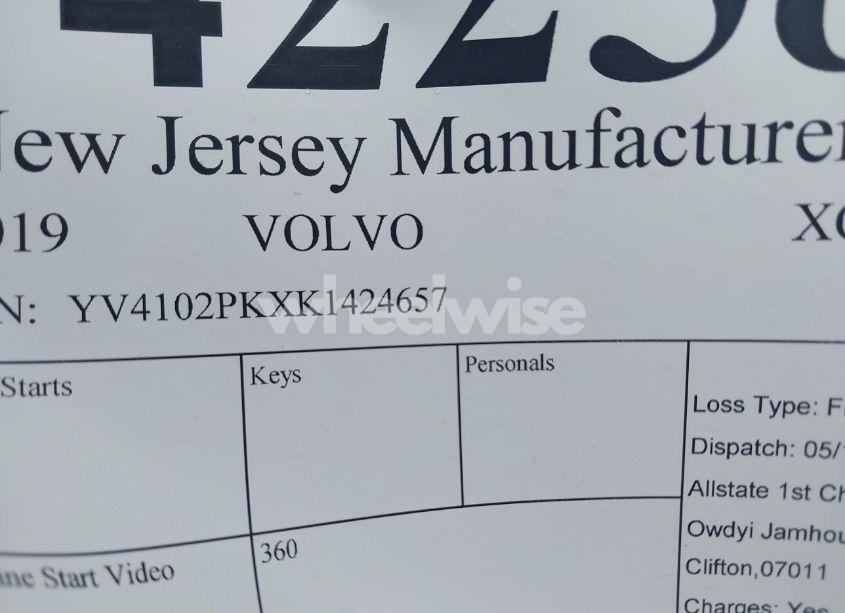 4225
New Jersey Manufacturer
019 VOLVO XC
N: YV4102PKXK1424657
wheelwise
Starts Keys Personals
Loss Type: F
Dispatch: 05/
Allstate 1st Ch
Owdyi Jamhou
Clifton,07011
Charges: Yes
ine Start Video 360